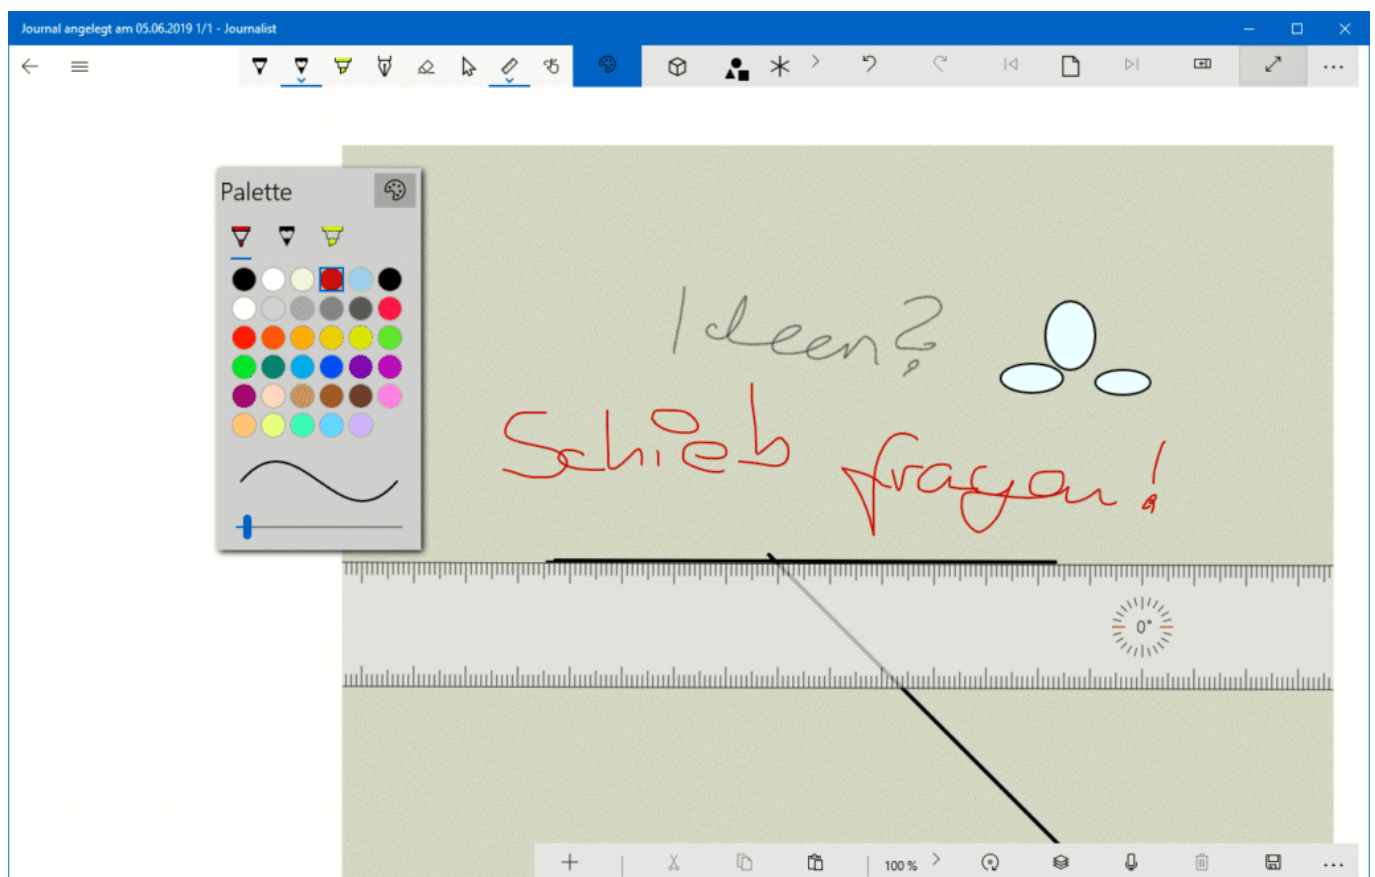 Journal angelegt am 05.06.2019 1/1 - Journalist
Palette
Ideen?
Schieb fragen!
0°
100 %